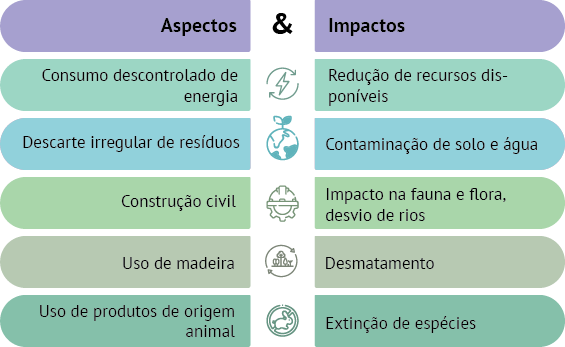 Aspectos & Impactos
Consumo descontrolado de
energia
Redução de recursos dis-
poníveis
Descarte irregular de resíduos
Contaminação de solo e água
Construção civil
Impacto na fauna e flora,
desvio de rios
Uso de madeira
Desmatamento
Uso de produtos de origem
animal
Extinção de espécies